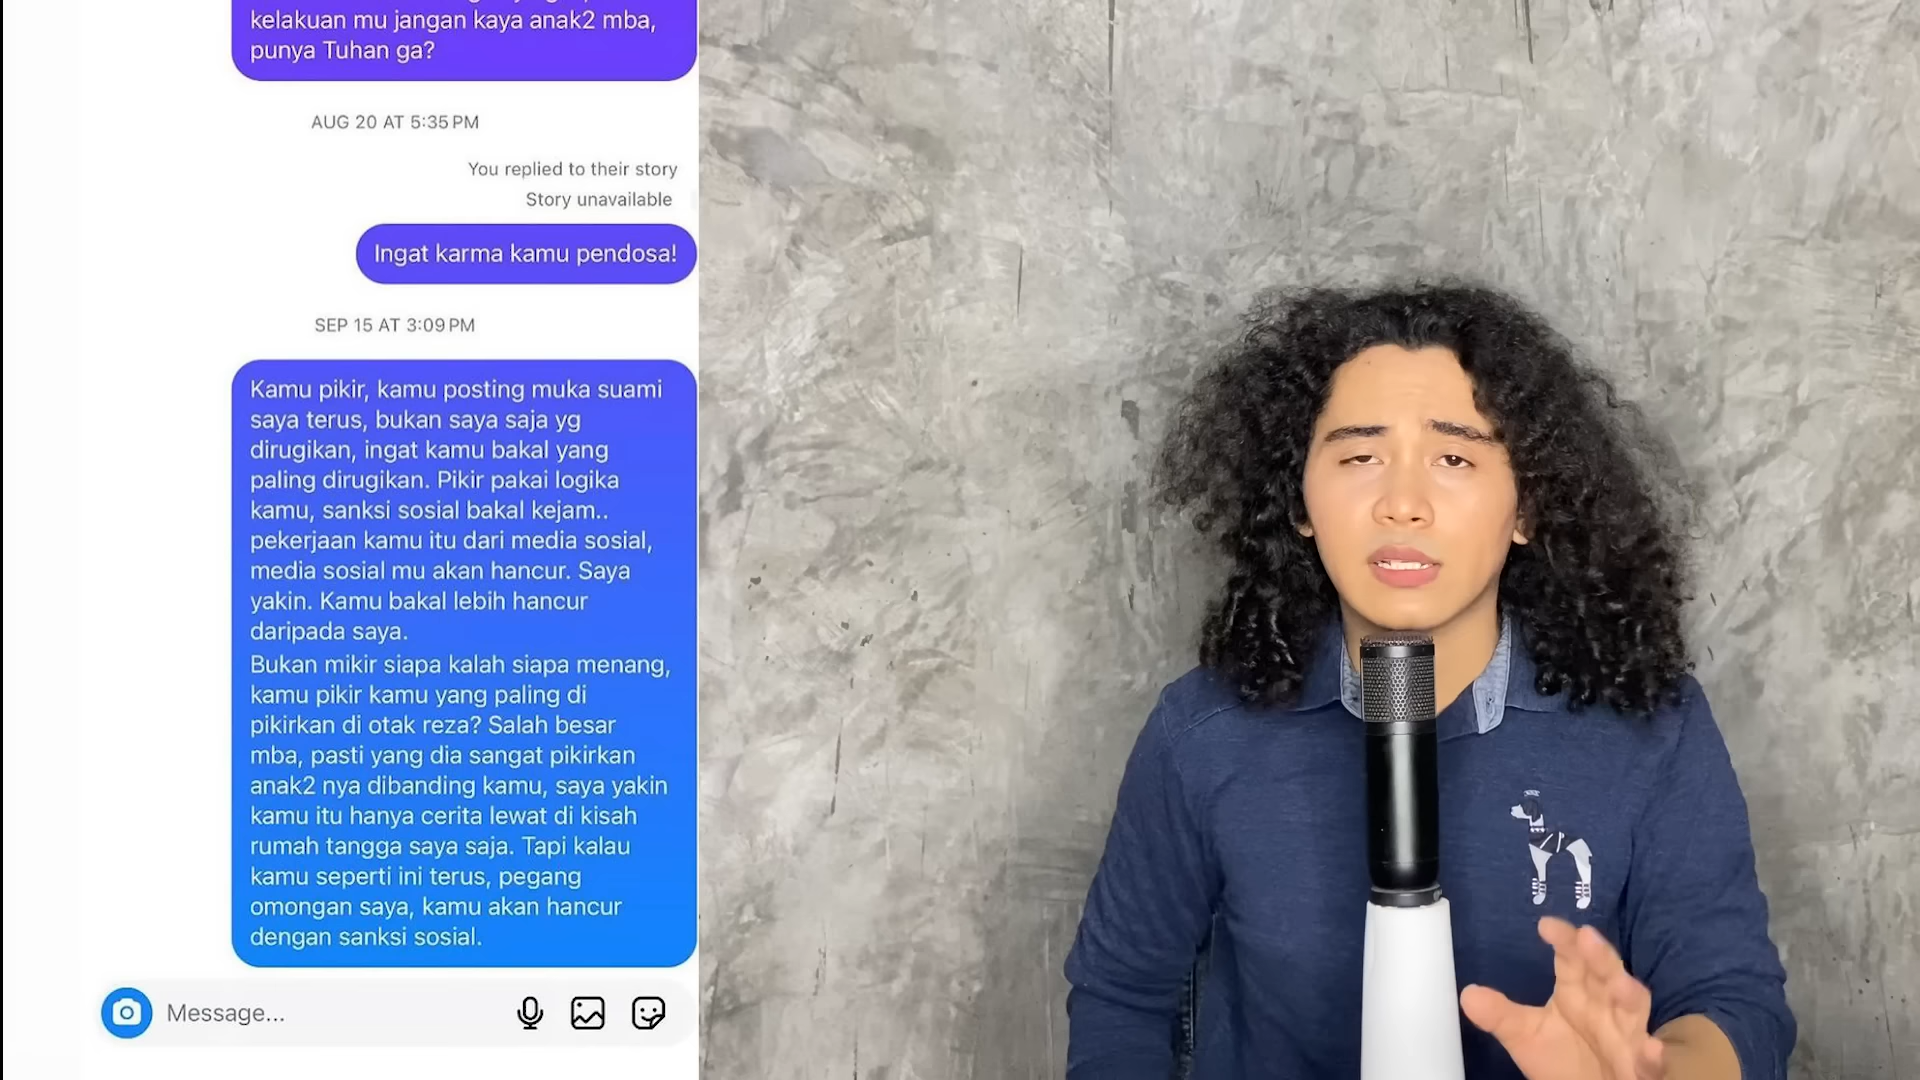 kelakuan mu jangan kaya anak2 mba,
punya Tuhan ga?
AUG 20 AT 5:35 PM
You replied to their story
Story unavailable
Ingat karma kamu pendosa!
SEP 15 AT 3:09 PM
Kamu pikir, kamu posting muka suami
saya terus, bukan saya saja yg
dirugikan, ingat kamu bakal yang
paling dirugikan. Pikir pakai logika
kamu, sanksi sosial bakal kejam..
pekerjaan kamu itu dari media sosial,
media sosial mu akan hancur. Saya
yakin. Kamu bakal lebih hancur
daripada saya.
Bukan mikir siapa kalah siapa menang,
kamu pikir kamu yang paling di
pikirkan di otak reza? Salah besar
mba, pasti yang dia sangat pikirkan
anak2 nya dibanding kamu, saya yakin
kamu itu hanya cerita lewat di kisah
rumah tangga saya saja. Tapi kalau
kamu seperti ini terus, pegang
omongan saya, kamu akan hancur
dengan sanksi sosial.
Message...